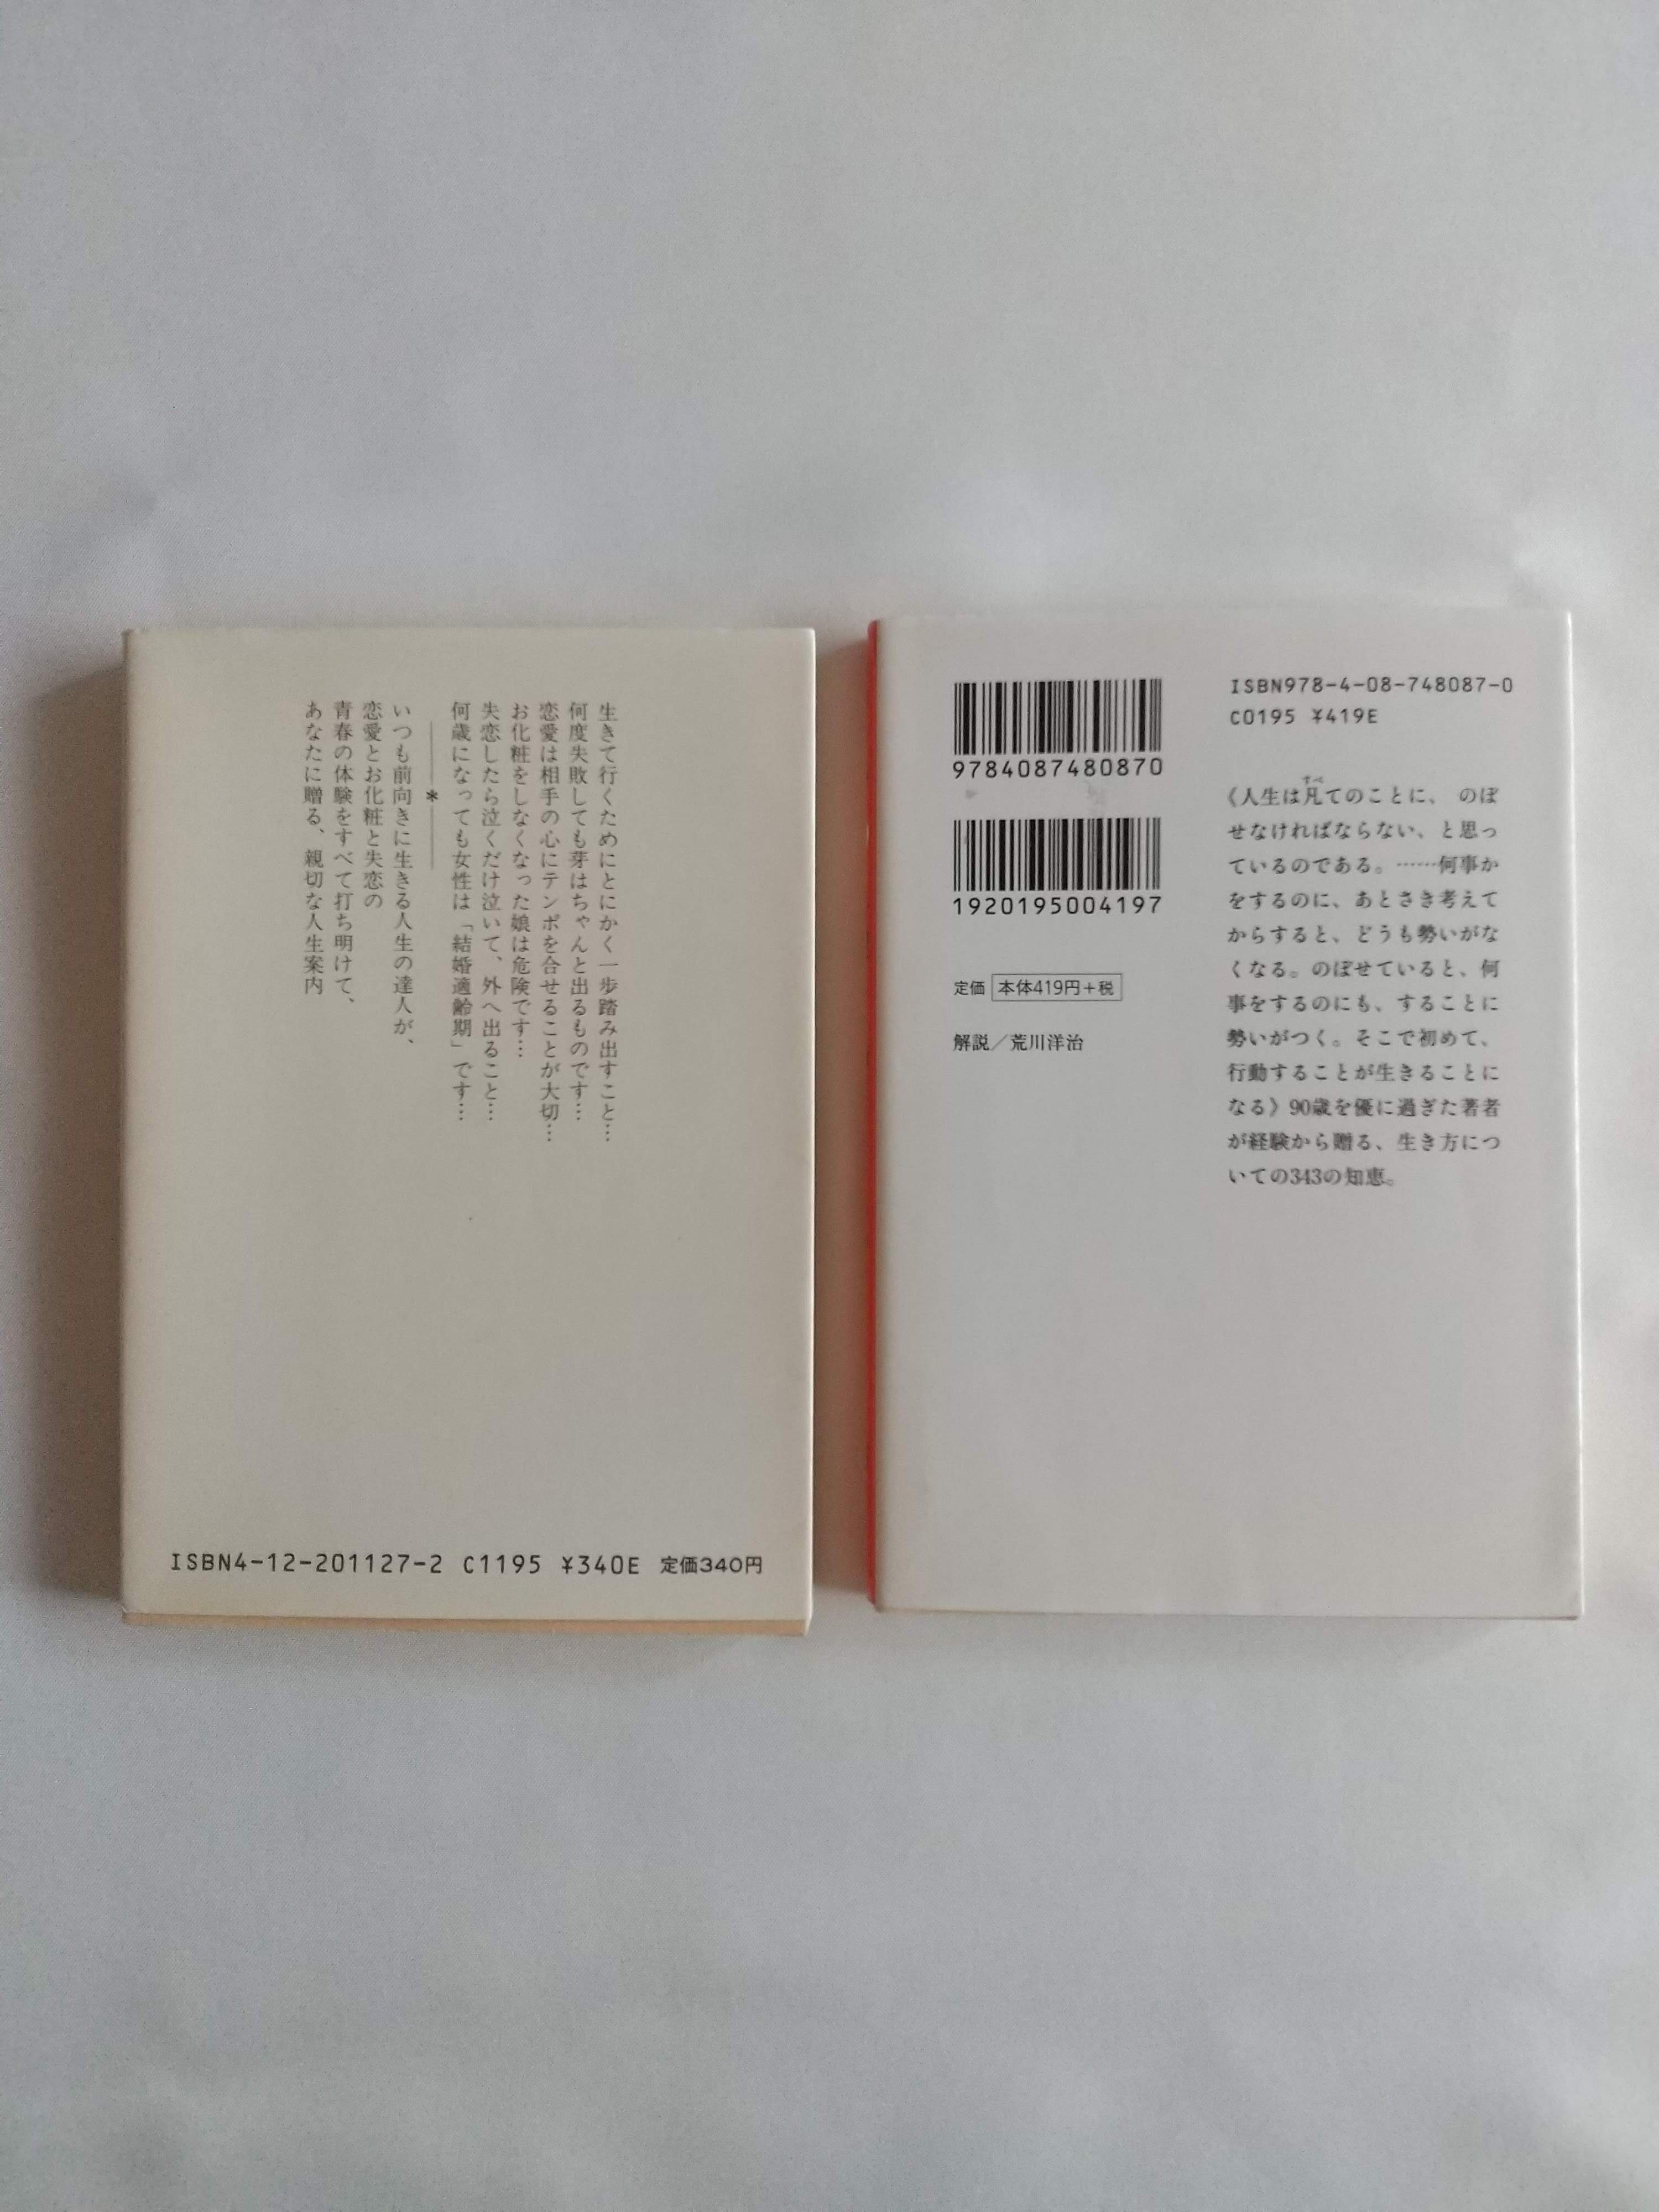 生きて行くためにとにかく一歩踏み出すこと…
何度失敗しても芽はちゃんと出るものです…
恋愛は相手の心にテンポを合せることが大切…
お化粧をしなくなった娘は危険です…
失恋したら泣くだけ泣いて、外へ出ること…
何歳になっても女性は「結婚適齢期」です…
＊
いつも前向きに生きる人生の達人が、
恋愛とお化粧と失恋の
青春の体験をすべて打ち明けて、
あなたに贈る、親切な人生案内
ISBN4-12-201127-2 C1195 ¥340E 定価340円
9784087480870
1920195004197
定価 本体419円+税
解説／荒川洋治
ISBN978-4-08-748087-0
C0195 ¥419E
すべ
《人生は凡てのことに、のぼ
せなければならない、と思っ
ているのである。……何事か
をするのに、あとさき考えて
からすると、どうも勢いがな
くなる。のぼせていると、何
事をするのにも、することに
勢いがつく。そこで初めて、
行動することが生きることに
なる》90歳を優に過ぎた著者
が経験から贈る、生き方につ
いての343の知恵。